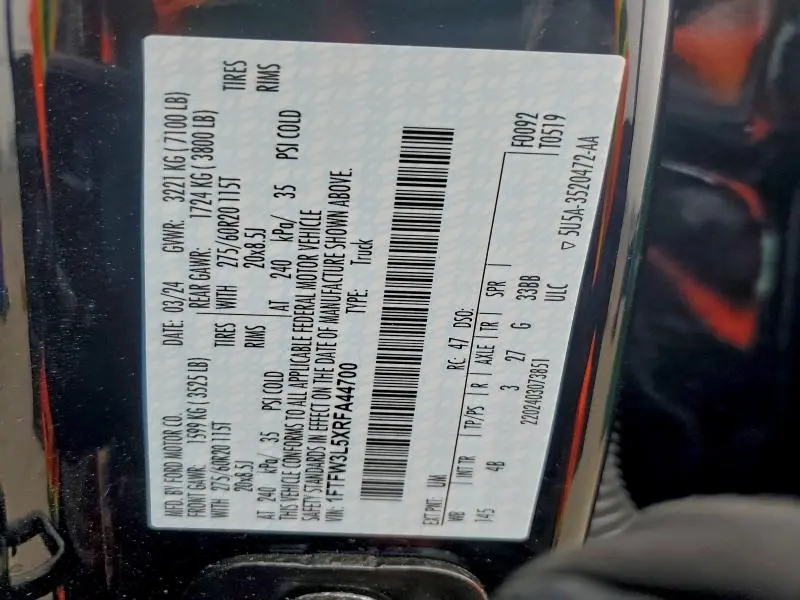 MFD. BY FORD MOTOR CO.
DATE: 03/24 GVWR: 3221 KG ( 7100 LB)
FRONT GAWR: 1599 KG ( 3525 LB) REAR GAWR: 1724 KG ( 3800 LB)
WITH 275/60R20 115T TIRES WITH 275/60R20 115T TIRES
20x8.5J RIMS 20x8.5J RIMS
AT 240 kPa/ 35 PSI COLD AT 240 kPa/ 35 PSI COLD
THIS VEHICLE CONFORMS TO ALL APPLICABLE FEDERAL MOTOR VEHICLE
SAFETY STANDARDS IN EFFECT ON THE DATE OF MANUFACTURE SHOWN ABOVE.
VIN: 1FTFW3L5XRFA44700 TYPE: Truck
EXT PNT: UM RC: 47 DSO:
WB INT TR TP/PS R AXLE TR SPR F0092
145 4B 3 27 G 33BB T0519
2202403073851 ULC
▽ 5U5A-3520472-AA